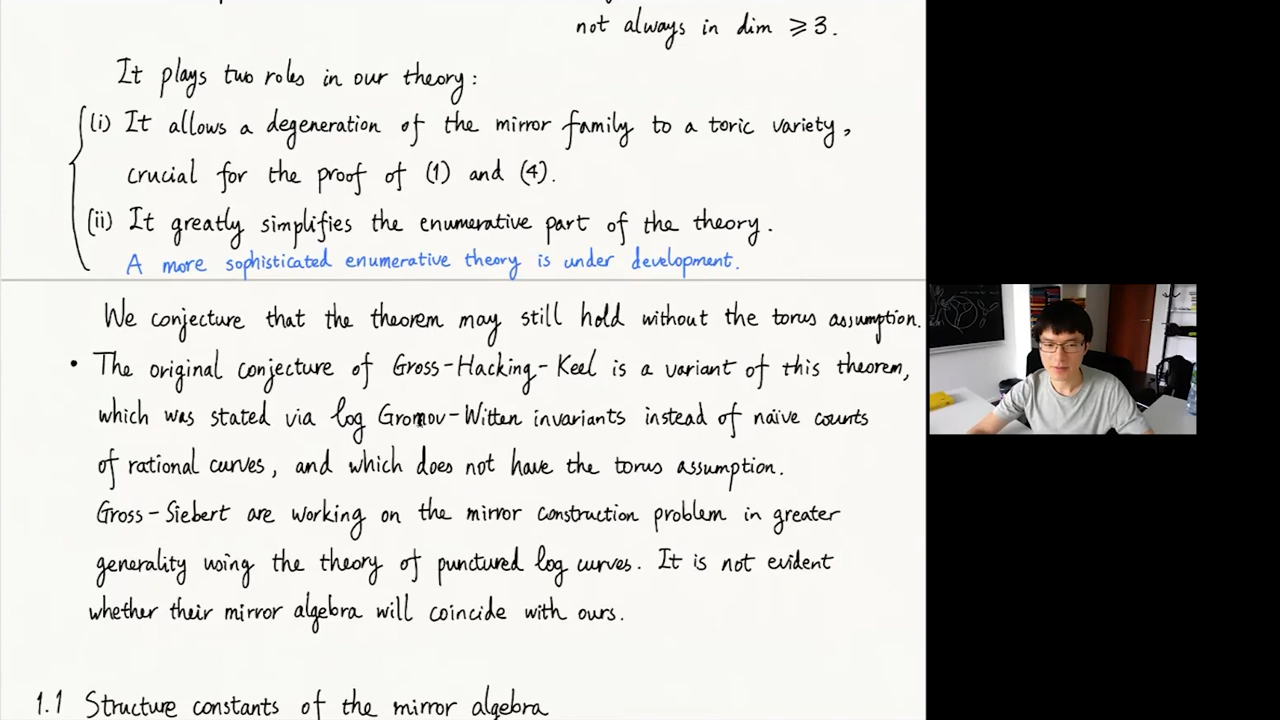 not always in dim ⩾ 3.
It plays two roles in our theory:
(i) It allows a degeneration of the mirror family to a toric variety,
crucial for the proof of (1) and (4).
(ii) It greatly simplifies the enumerative part of the theory.
A more sophisticated enumerative theory is under development.
We conjecture that the theorem may still hold without the torus assumption.
• The original conjecture of Gross-Hacking-Keel is a variant of this theorem,
which was stated via log Gromov-Witten invariants instead of naïve counts
of rational curves, and which does not have the torus assumption.
Gross-Siebert are working on the mirror construction problem in greater
generality using the theory of punctured log curves. It is not evident
whether their mirror algebra will coincide with ours.
1.1 Structure constants of the mirror algebra